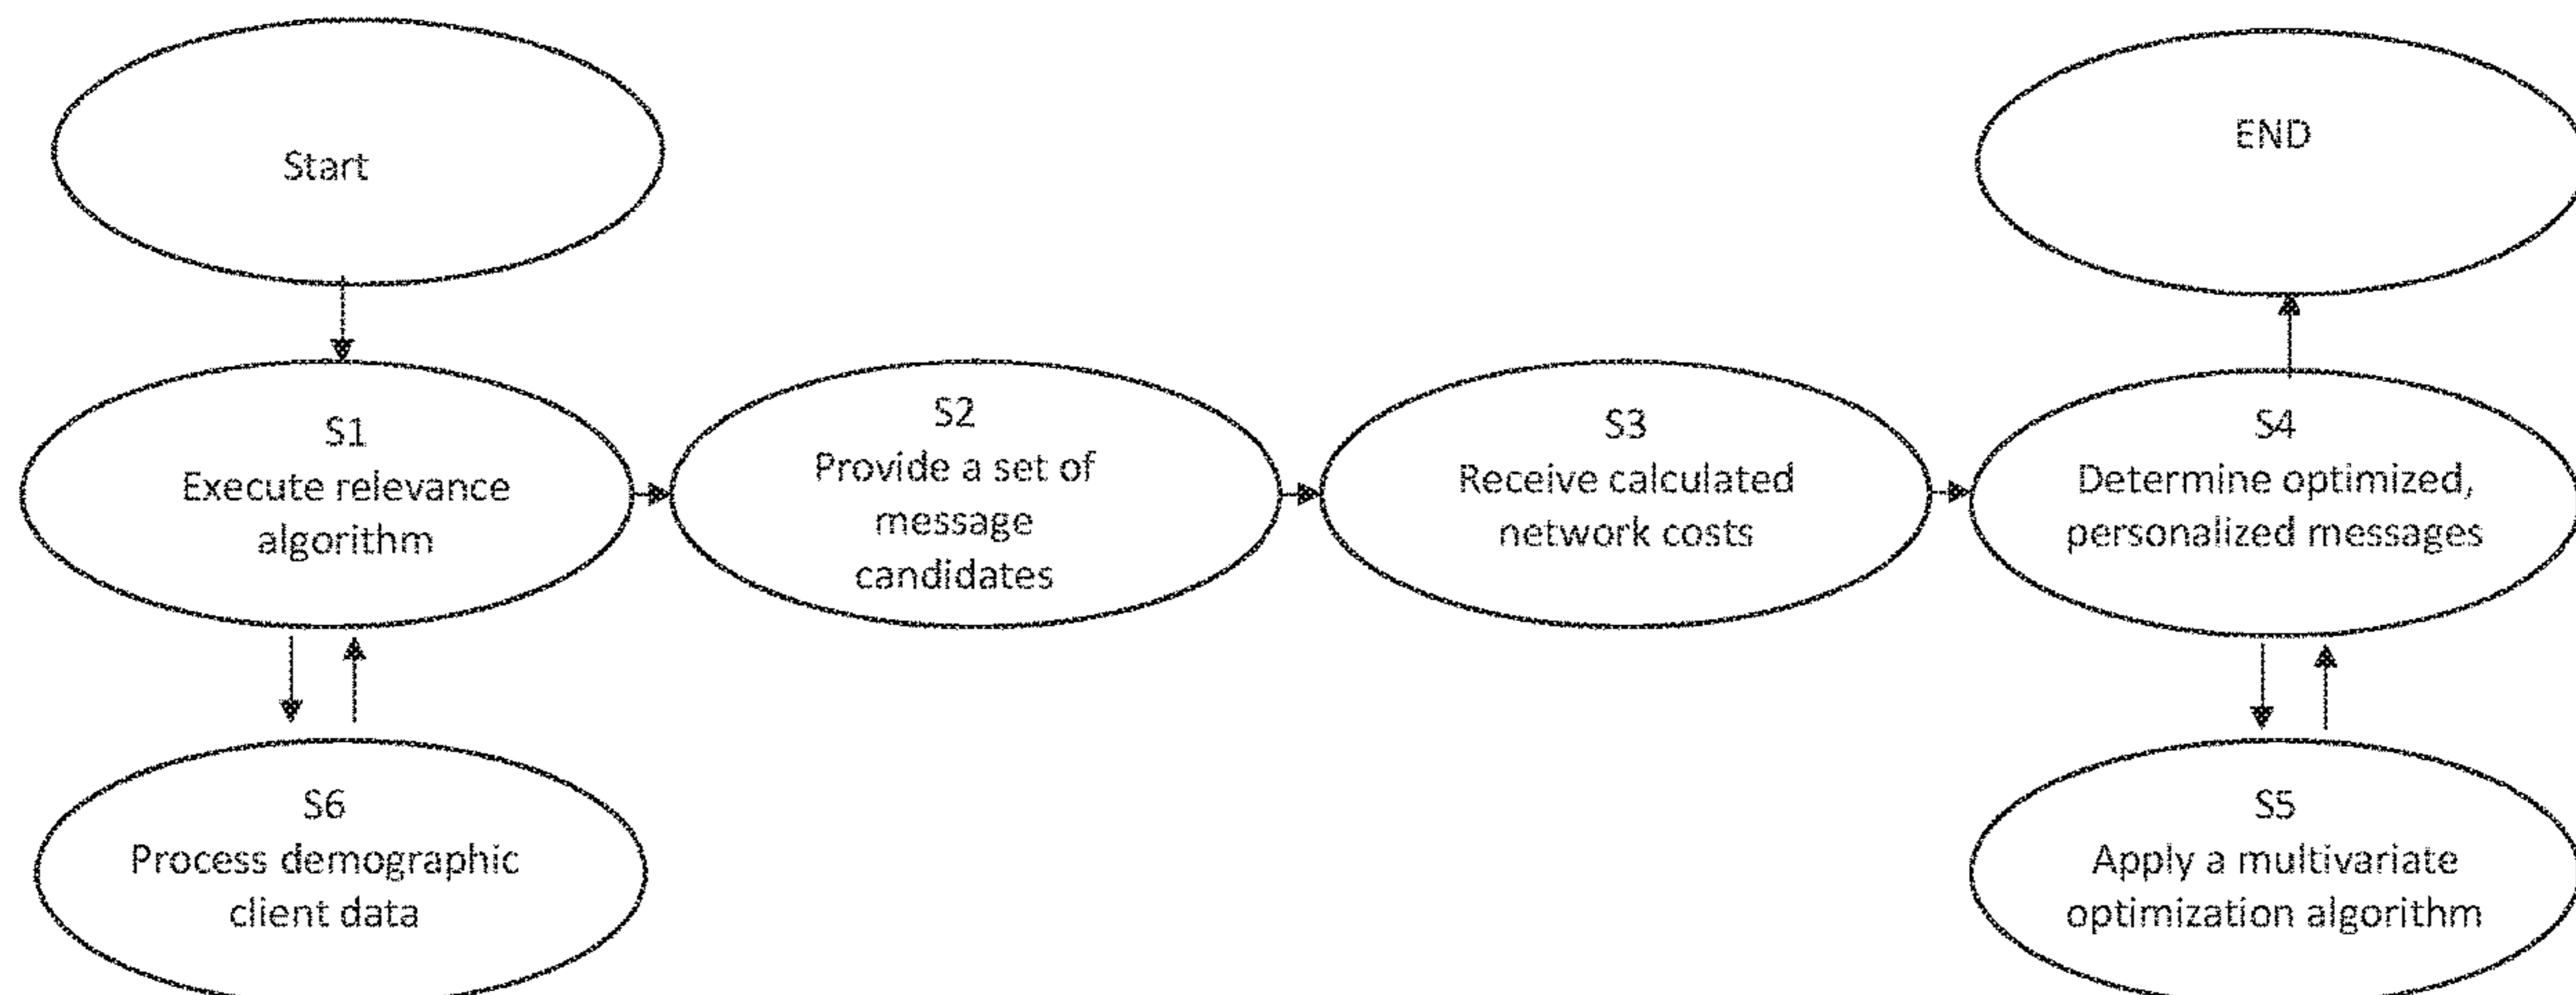 Start
END
S1
Execute relevance
algorithm
S2
Provide a set of
message
candidates
S3
Receive calculated
network costs
S4
Determine optimized,
personalized messages
S6
Process demographic
client data
S5
Apply a multivariate
optimization algorithm